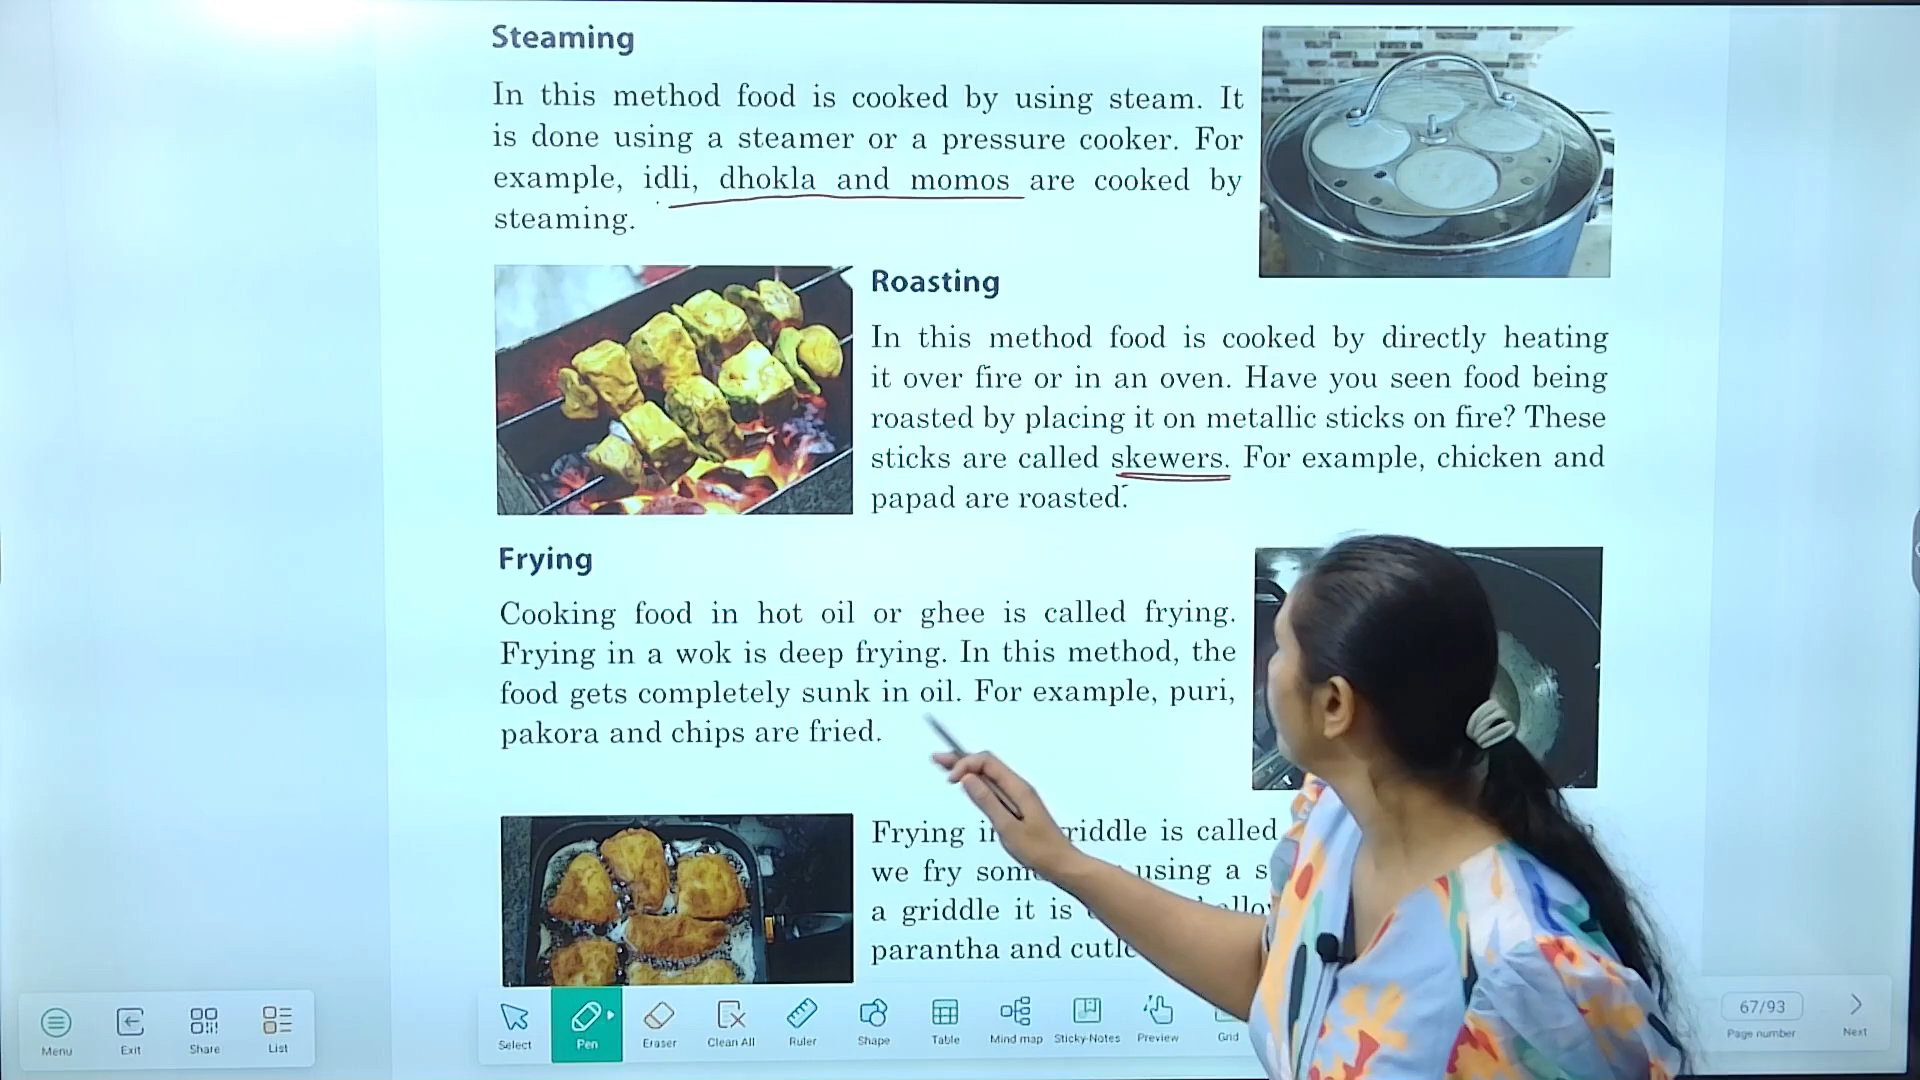 Steaming
In this method food is cooked by using steam. It
is done using a steamer or a pressure cooker. For
example, idli, dhokla and momos are cooked by
steaming.
Roasting
In this method food is cooked by directly heating
it over fire or in an oven. Have you seen food being
roasted by placing it on metallic sticks on fire? These
sticks are called skewers. For example, chicken and
papad are roasted.
Frying
Cooking food in hot oil or ghee is called frying.
Frying in a wok is deep frying. In this method, the
food gets completely sunk in oil. For example, puri,
pakora and chips are fried.
Frying is called
we fry using a
a griddle it is
parantha and
Menu Exit Share List
Select Pen Eraser Clean All Ruler Shape Table Mind map Sticky-Notes Preview Grid
67/93
Page number Next